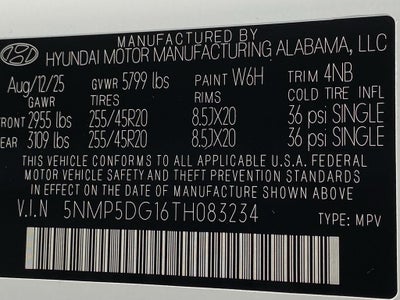 MANUFACTURED BY
HYUNDAI MOTOR MANUFACTURING ALABAMA, LLC
Aug/12/25 GVWR 5799 lbs PAINT W6H TRIM 4NB
GAWR TIRES RIMS COLD TIRE INFL
FRONT 2955 lbs 255/45R20 8.5JX20 36 psi SINGLE
REAR 3109 lbs 255/45R20 8.5JX20 36 psi SINGLE
THIS VEHICLE CONFORMS TO ALL APPLICABLE U.S.A. FEDERAL
MOTOR VEHICLE SAFETY AND THEFT PREVENTION STANDARDS
IN EFFECT ON THE DATE OF MANUFACTURE SHOWN ABOVE
V.I.N 5NMP5DG16TH083234 TYPE: MPV